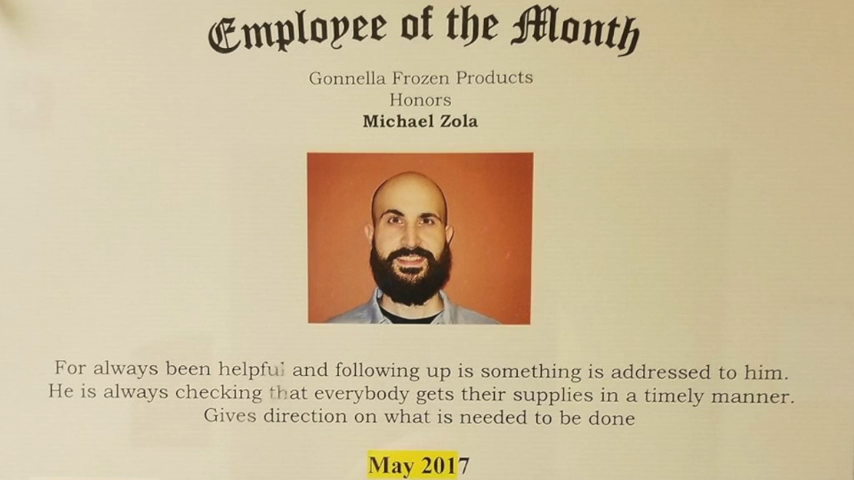 Employee of the Month
Gonnella Frozen Products
Honors
Michael Zola
For always been helpful and following up is something is addressed to him.
He is always checking that everybody gets their supplies in a timely manner.
Gives direction on what is needed to be done
May 2017